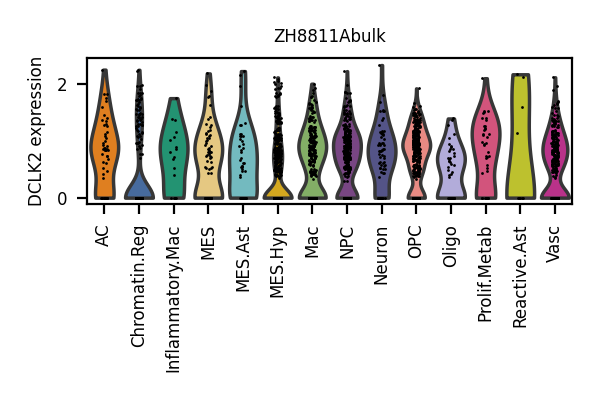 ZH8811Abulk
DCLK2 expression
2
0
AC
Chromatin.Reg
Inflammatory.Mac
MES
MES.Ast
MES.Hyp
Mac
NPC
Neuron
OPC
Oligo
Prolif.Metab
Reactive.Ast
Vasc